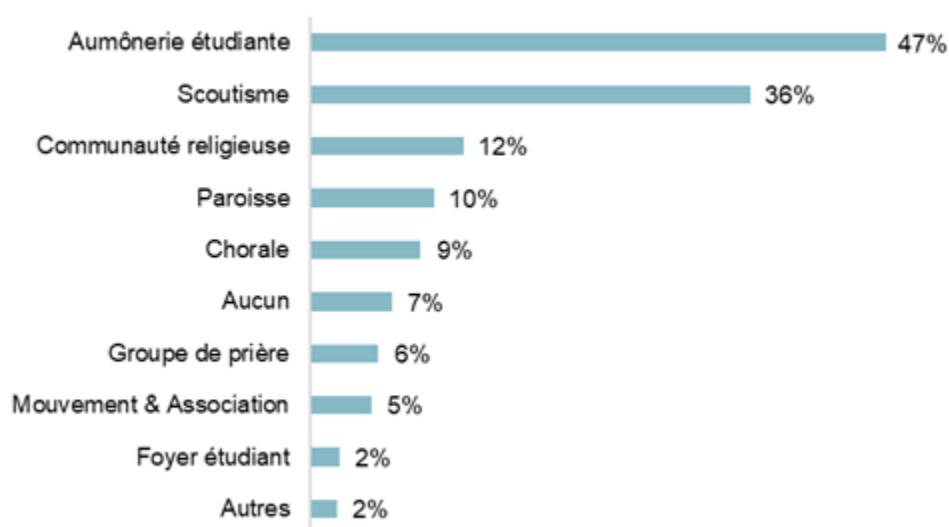 Aumônerie étudiante 47%
Scoutisme 36%
Communauté religieuse 12%
Paroisse 10%
Chorale 9%
Aucun 7%
Groupe de prière 6%
Mouvement & Association 5%
Foyer étudiant 2%
Autres 2%